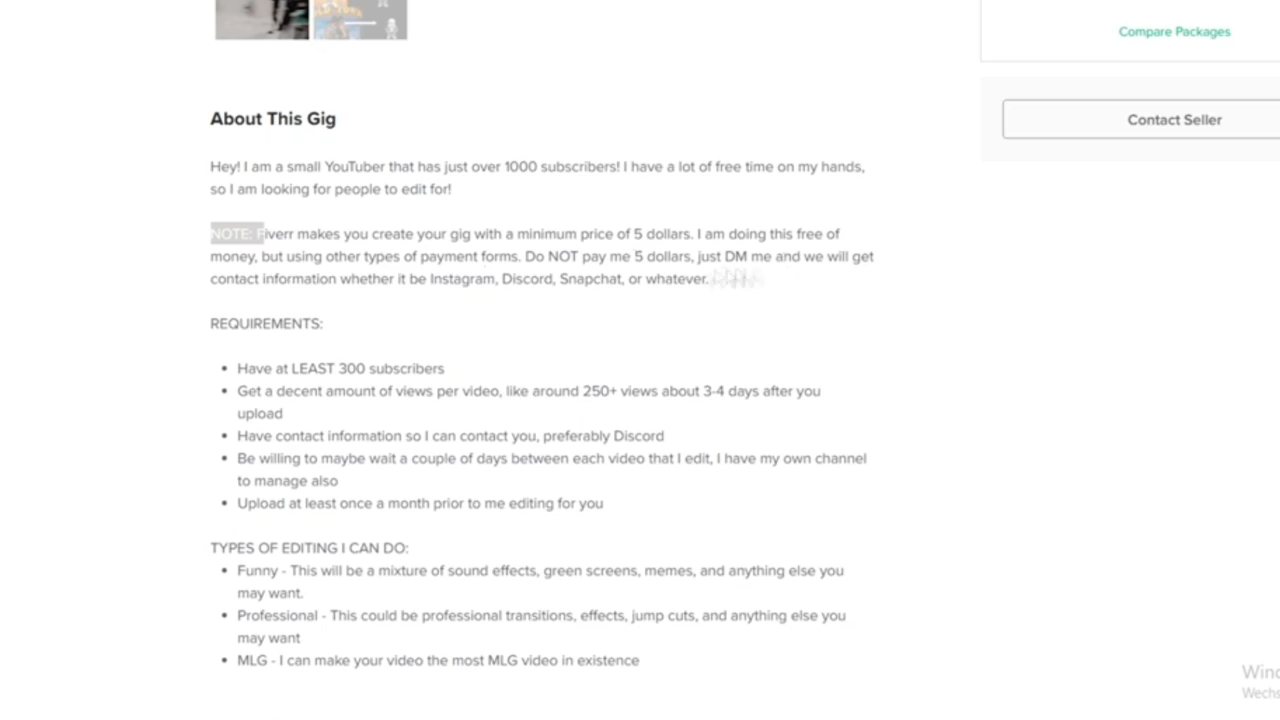 Compare Packages
Contact Seller
About This Gig
Hey! I am a small YouTuber that has just over 1000 subscribers! I have a lot of free time on my hands,
so I am looking for people to edit for!
NOTE: Fiverr makes you create your gig with a minimum price of 5 dollars. I am doing this free of
money, but using other types of payment forms. Do NOT pay me 5 dollars, just DM me and we will get
contact information whether it be Instagram, Discord, Snapchat, or whatever.
REQUIREMENTS:
• Have at LEAST 300 subscribers
• Get a decent amount of views per video, like around 250+ views about 3-4 days after you
upload
• Have contact information so I can contact you, preferably Discord
• Be willing to maybe wait a couple of days between each video that I edit, I have my own channel
to manage also
• Upload at least once a month prior to me editing for you
TYPES OF EDITING I CAN DO:
• Funny - This will be a mixture of sound effects, green screens, memes, and anything else you
may want.
• Professional - This could be professional transitions, effects, jump cuts, and anything else you
may want
• MLG - I can make your video the most MLG video in existence
Wind
Wechs